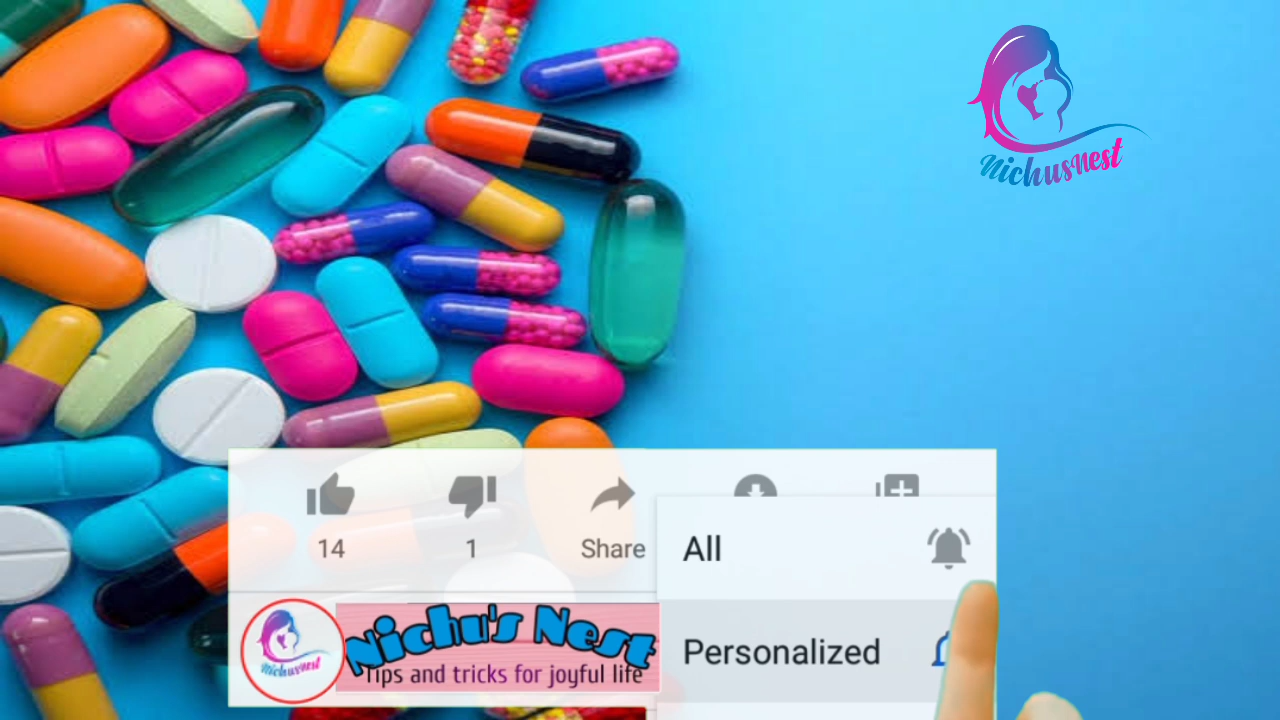 Nichusnest
14
1
Share
All
Nichusnest
Nichu's Nest
Tips and tricks for joyful life
Personalized